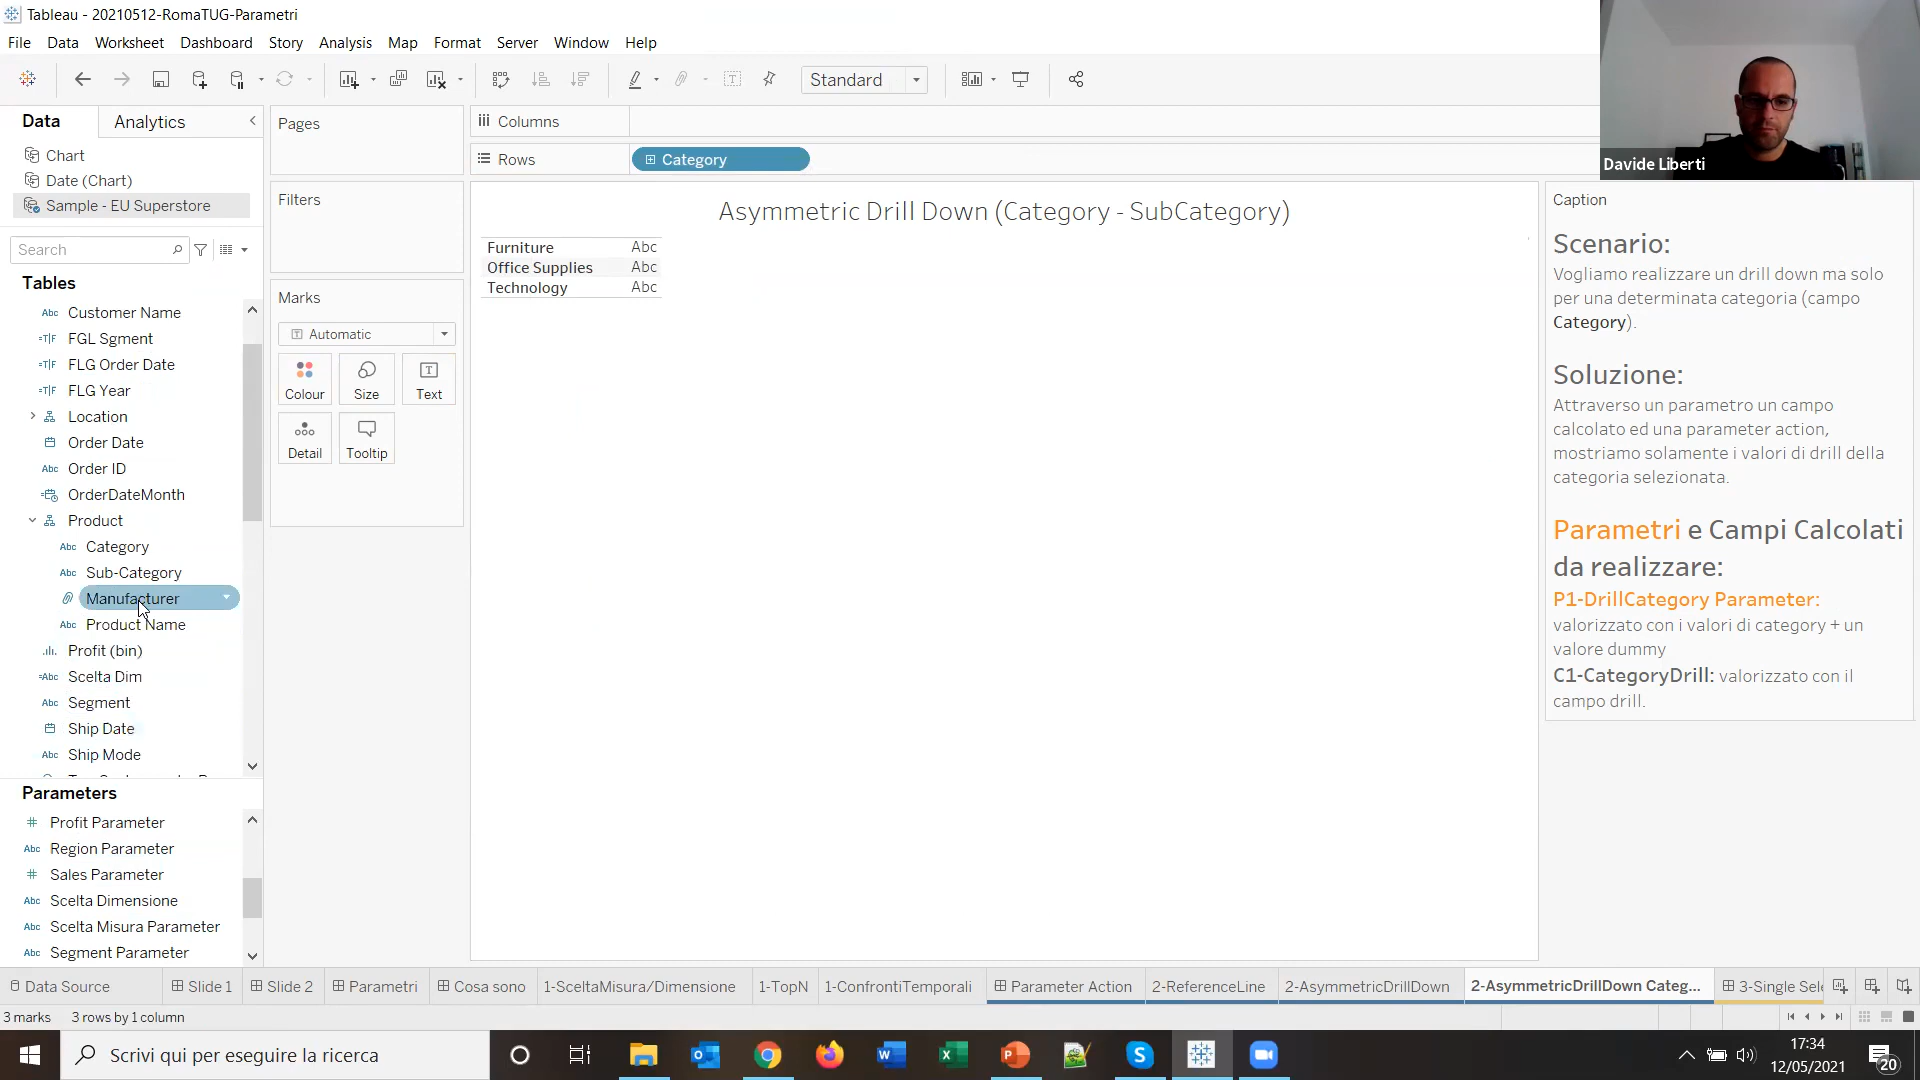 Tableau - 20210512-RomaTUG-Parametri
File Data Worksheet Dashboard Story Analysis Map Format Server Window Help
Standard
Data Analytics
Chart
Date (Chart)
Sample - EU Superstore
Search
Tables
Customer Name
FGL Sgment
FLG Order Date
FLG Year
Location
Order Date
Order ID
OrderDateMonth
Product
Category
Sub-Category
Manufacturer
Product Name
Profit (bin)
Scelta Dim
Segment
Ship Date
Ship Mode
Parameters
Profit Parameter
Region Parameter
Sales Parameter
Scelta Dimensione
Scelta Misura Parameter
Segment Parameter
Pages
Filters
Marks
Automatic
Colour Size Text
Detail Tooltip
Columns
Rows Category
Asymmetric Drill Down (Category - SubCategory)
Furniture Abc
Office Supplies Abc
Technology Abc
Davide Liberti
Caption
Scenario:
Vogliamo realizzare un drill down ma solo
per una determinata categoria (campo
Category).
Soluzione:
Attraverso un parametro un campo
calcolato ed una parameter action,
mostriamo solamente i valori di drill della
categoria selezionata.
Parametri e Campi Calcolati
da realizzare:
P1-DrillCategory Parameter:
valorizzato con i valori di category + un
valore dummy
C1-CategoryDrill: valorizzato con il
campo drill.
Data Source Slide 1 Slide 2 Parametri Cosa sono 1-SceltaMisura/Dimensione 1-TopN 1-ConfrontiTemporali Parameter Action 2-ReferenceLine 2-AsymmetricDrillDown 2-AsymmetricDrillDown Categ... 3-Single Sele
3 marks 3 rows by 1 column
Scrivi qui per eseguire la ricerca
17:34
12/05/2021
20